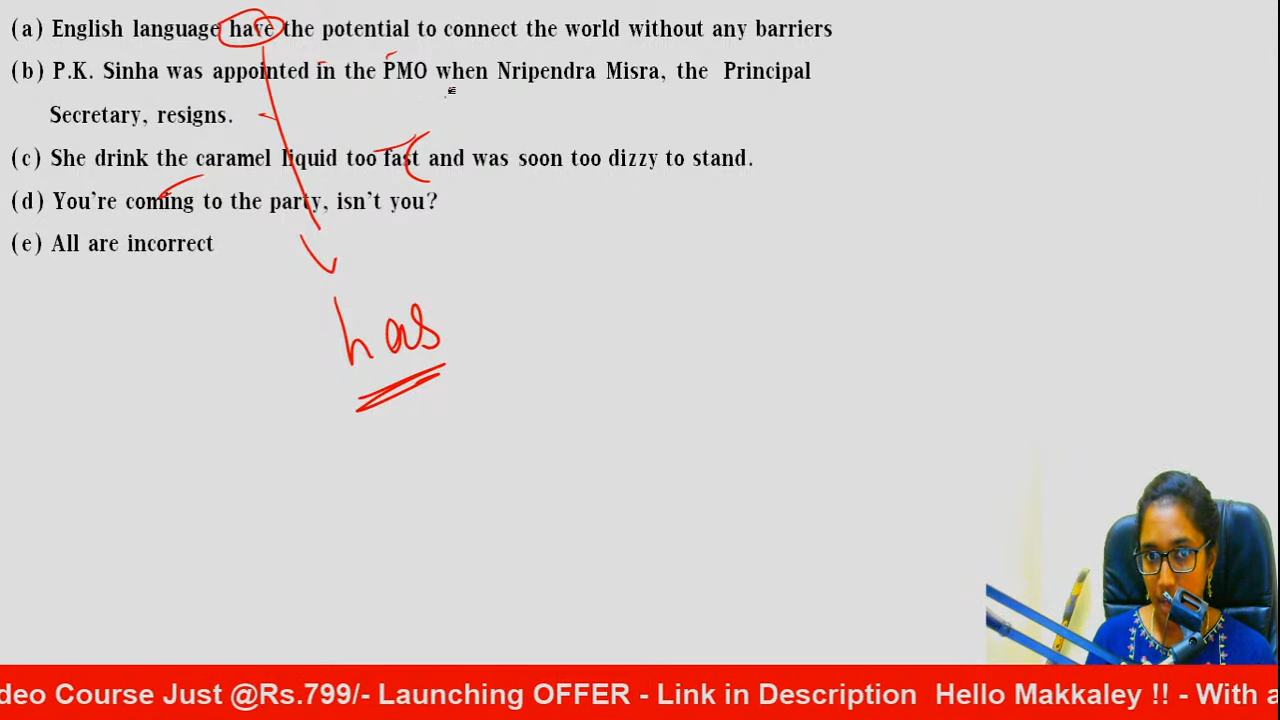 (a) English language have the potential to connect the world without any barriers
(b) P.K. Sinha was appointed in the PMO when Nripendra Misra, the Principal
Secretary, resigns.
(c) She drink the caramel liquid too fast and was soon too dizzy to stand.
(d) You're coming to the party, isn't you?
(e) All are incorrect
has
deo Course Just @Rs.799/- Launching OFFER - Link in Description Hello Makkaley !! - With a